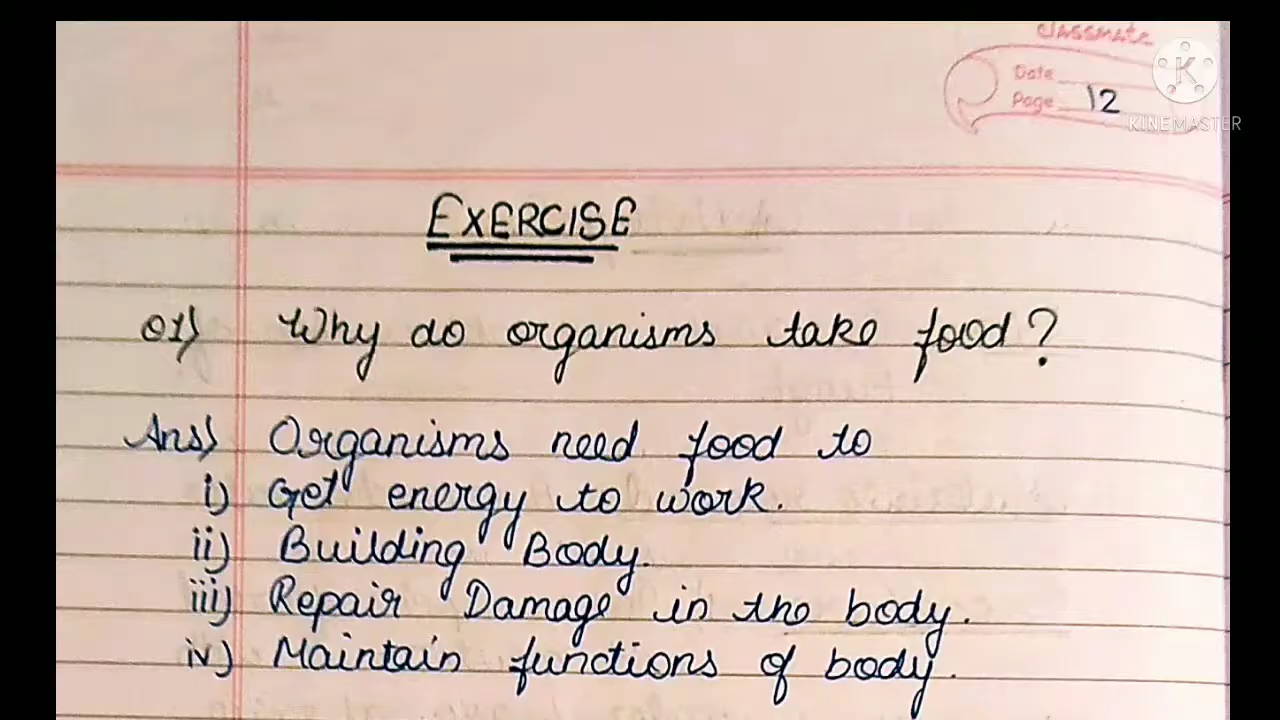 classmate
Date
Page 12
KINEMASTER
EXERCISE
Q1) Why do organisms take food?
Ans) Organisms need food to
i) Get energy to work.
ii) Building Body.
iii) Repair Damage in the body.
iv) Maintain functions of body.